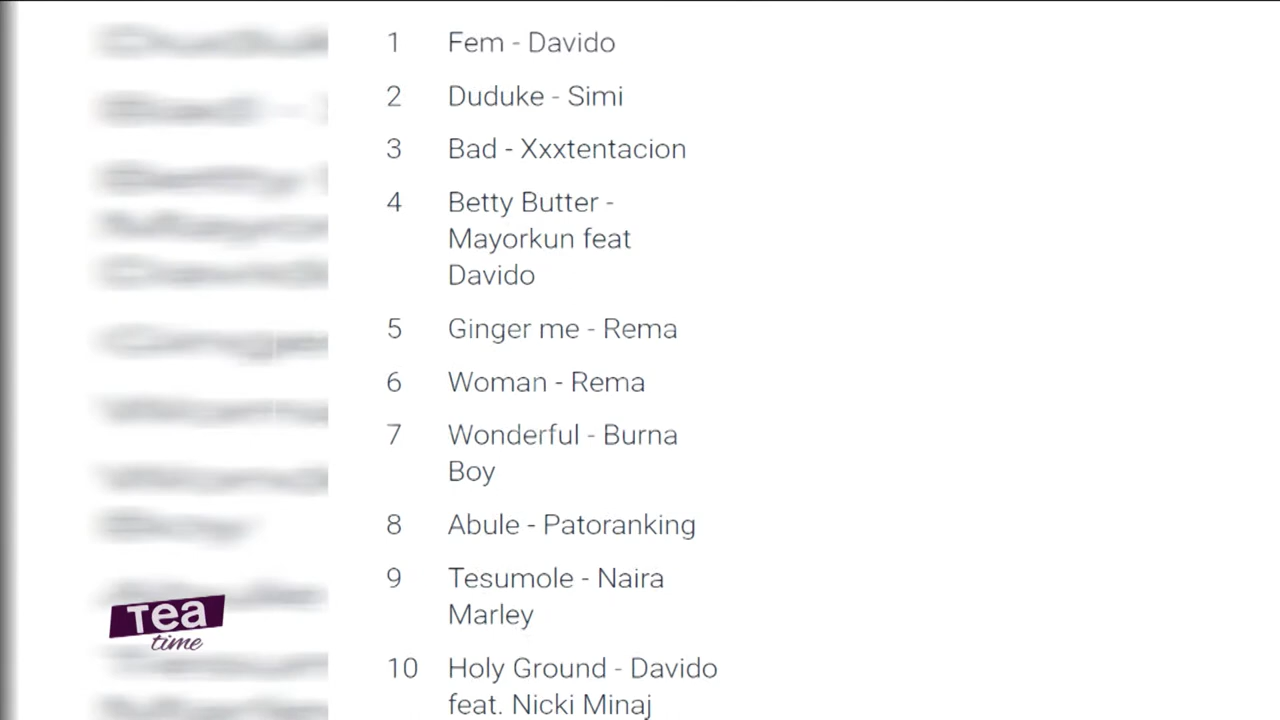 1 Fem - Davido
2 Duduke - Simi
3 Bad - Xxxtentacion
4 Betty Butter -
Mayorkun feat
Davido
5 Ginger me - Rema
6 Woman - Rema
7 Wonderful - Burna
Boy
8 Abule - Patoranking
9 Tesumole - Naira
Marley
10 Holy Ground - Davido
feat. Nicki Minaj
Tea
time